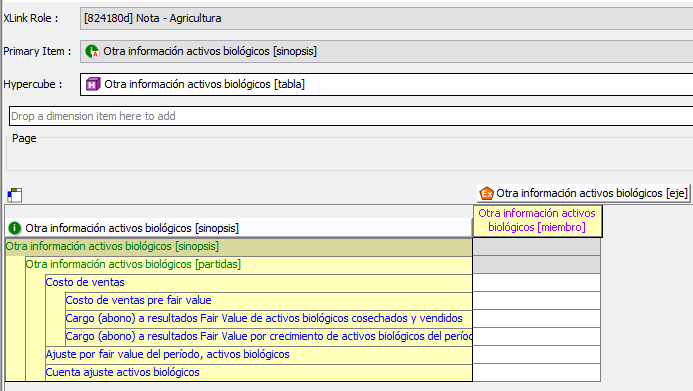 XLink Role : [824180d] Nota - Agricultura
Primary Item : Otra información activos biológicos [sinopsis]
Hypercube : Otra información activos biológicos [tabla]
Drop a dimension item here to add
Page
Otra información activos biológicos [eje]
Otra información activos biológicos [sinopsis]
Otra información activos
biológicos [miembro]
Otra información activos biológicos [sinopsis]
Otra información activos biológicos [partidas]
Costo de ventas
Costo de ventas pre fair value
Cargo (abono) a resultados Fair Value de activos biológicos cosechados y vendidos
Cargo (abono) a resultados Fair Value por crecimiento de activos biológicos del períoc
Ajuste por fair value del período, activos biológicos
Cuenta ajuste activos biológicos